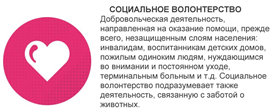 СОЦИАЛЬНОЕ ВОЛОНТЕРСТВО
Добровольческая деятельность,
направленная на оказание помощи, прежде
всего, незащищенным слоям населения:
инвалидам, воспитанникам детских домов,
пожилым одиноким людям, нуждающимся
во внимании и постоянном уходе,
терминальным больным и т.д. Социальное
волонтерство подразумевает также
деятельность, связанную с заботой о
животных.